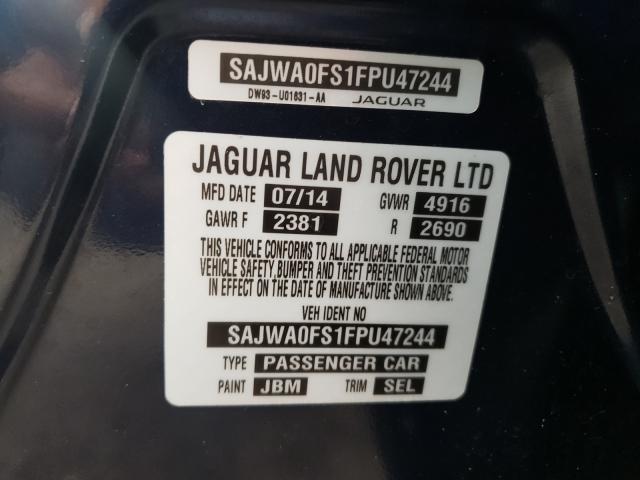 SAJWA0FS1FPU47244
DW93-U01631-AA JAGUAR
JAGUAR LAND ROVER LTD
MFD DATE 07/14 GVWR 4916
GAWR F 2381 R 2690
THIS VEHICLE CONFORMS TO ALL APPLICABLE FEDERAL MOTOR
VEHICLE SAFETY, BUMPER AND THEFT PREVENTION STANDARDS
IN EFFECT ON THE DATE OF MANUFACTURE SHOWN ABOVE.
VEH IDENT NO
SAJWA0FS1FPU47244
TYPE PASSENGER CAR
PAINT JBM TRIM SEL